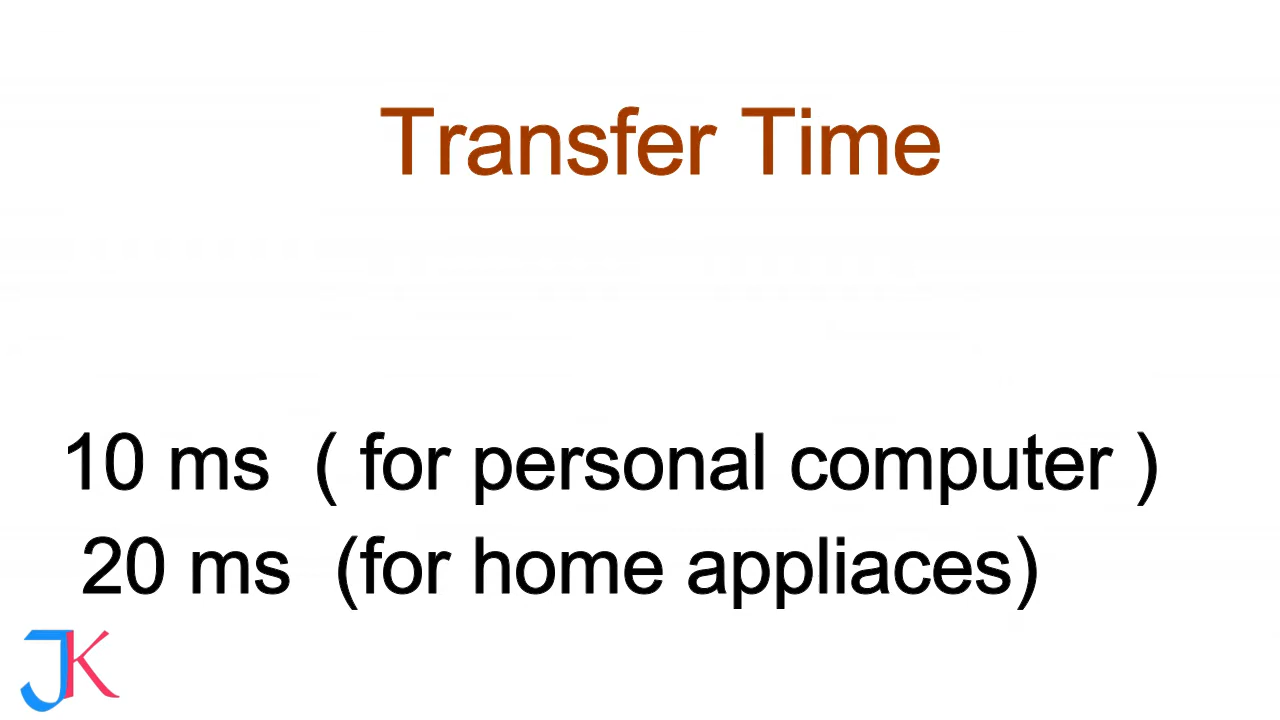 Transfer Time
10 ms ( for personal computer )
20 ms (for home appliaces)
JK